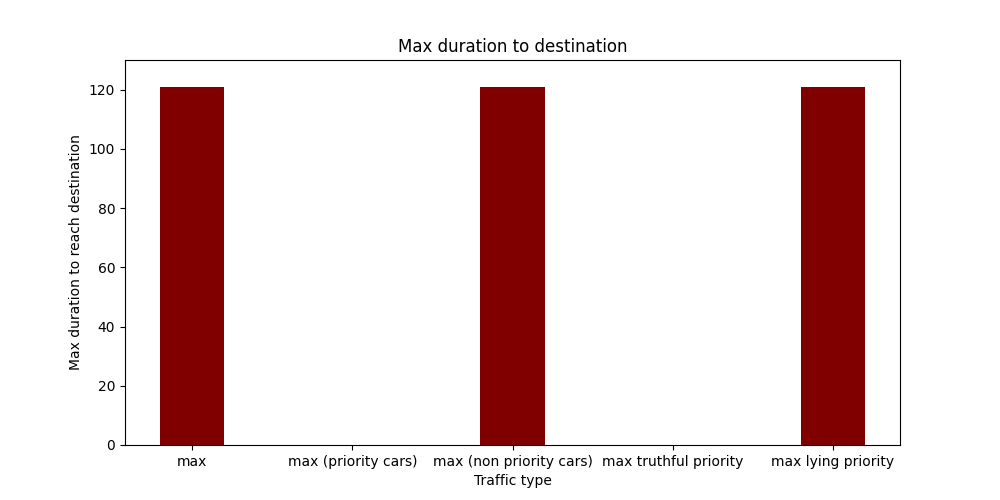 Max duration to destination
Max duration to reach destination
120
100
80
60
40
20
0
max
max (priority cars)
max (non priority cars)
max truthful priority
max lying priority
Traffic type